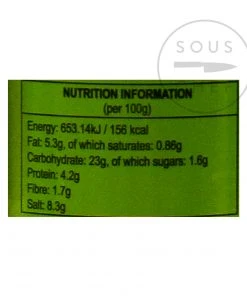 SOUS
NUTRITION INFORMATION
(per 100g)
Energy: 653.14kJ / 156 kcal
Fat: 5.3g, of which saturates: 0.86g
Carbohydrate: 23g, of which sugars: 1.6g
Protein: 4.2g
Fibre: 1.7g
Salt: 8.3g